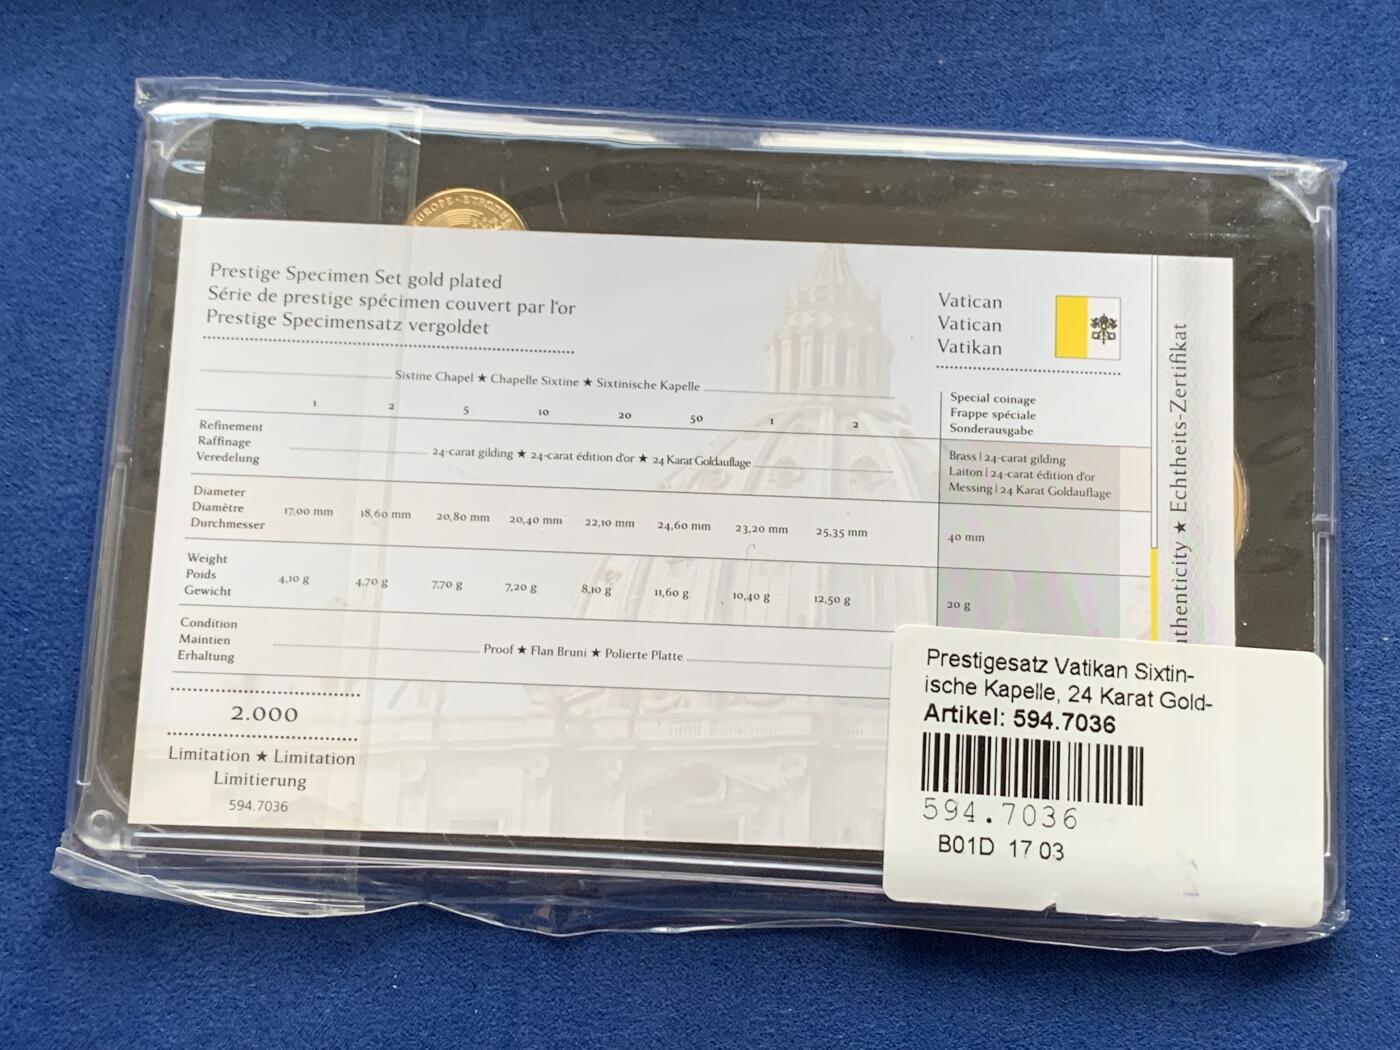 Prestige Specimen Set gold plated
Série de prestige spécimen couvert par l'or
Prestige Specimensatz vergoldet
Vatican
Vatican
Vatikan
Sistine Chapel ★ Chapelle Sixtine ★ Sixtinische Kapelle
1 2 5 10 20 50 1 2
Special coinage
Frappe spéciale
Sonderausgabe
Refinement
Raffinage
Veredelung
24-carat gilding ★ 24-carat édition d'or ★ 24 Karat Goldauflage
Brass | 24-carat gilding
Laiton | 24-carat édition d'or
Messing | 24 Karat Goldauflage
Diameter
Diamètre
Durchmesser
17,00 mm 18,60 mm 20,80 mm 20,40 mm 22,10 mm 24,60 mm 23,20 mm 25,35 mm
40 mm
Weight
Poids
Gewicht
4,10 g 4,70 g 7,70 g 7,20 g 8,10 g 11,60 g 10,40 g 12,50 g
20 g
Condition
Maintien
Erhaltung
Proof ★ Flan Bruni ★ Polierte Platte
2.000
Limitation ★ Limitation
Limitierung
594.7036
uthenticity ★ Echtheits-Zertifikat
Prestigesatz Vatikan Sixtin-
ische Kapelle, 24 Karat Gold-
Artikel: 594.7036
594.7036
B01D 17 03